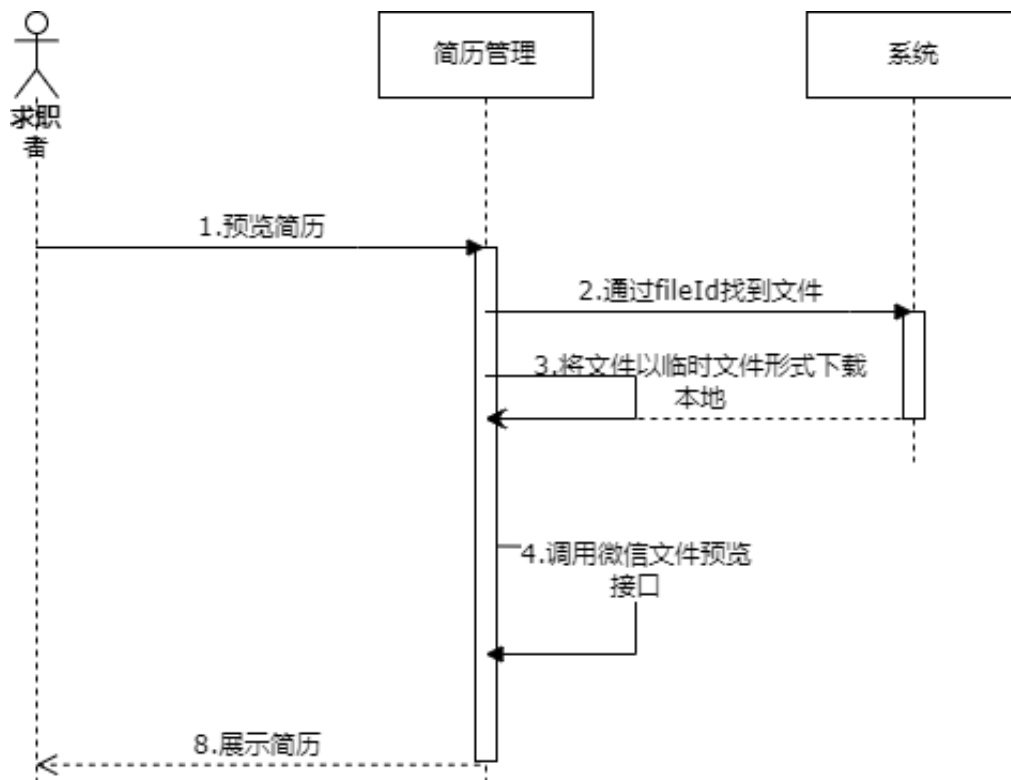 简历管理
系统
求职
者
1.预览简历
2.通过fileId找到文件
3.将文件以临时文件形式下载
本地
4.调用微信文件预览
接口
8.展示简历